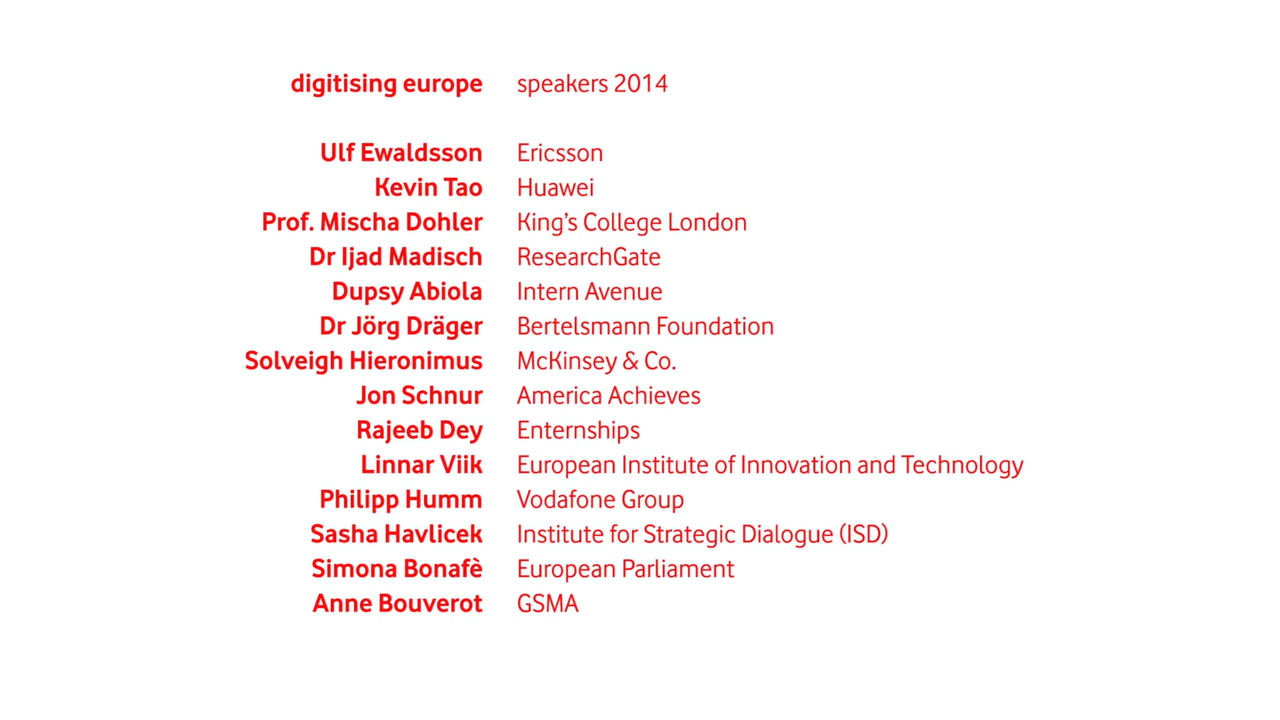 digitising europe speakers 2014
Ulf Ewaldsson Ericsson
Kevin Tao Huawei
Prof. Mischa Dohler King’s College London
Dr Ijad Madisch ResearchGate
Dupsy Abiola Intern Avenue
Dr Jörg Dräger Bertelsmann Foundation
Solveigh Hieronimus McKinsey & Co.
Jon Schnur America Achieves
Rajeeb Dey Enternships
Linnar Viik European Institute of Innovation and Technology
Philipp Humm Vodafone Group
Sasha Havlicek Institute for Strategic Dialogue (ISD)
Simona Bonafè European Parliament
Anne Bouverot GSMA